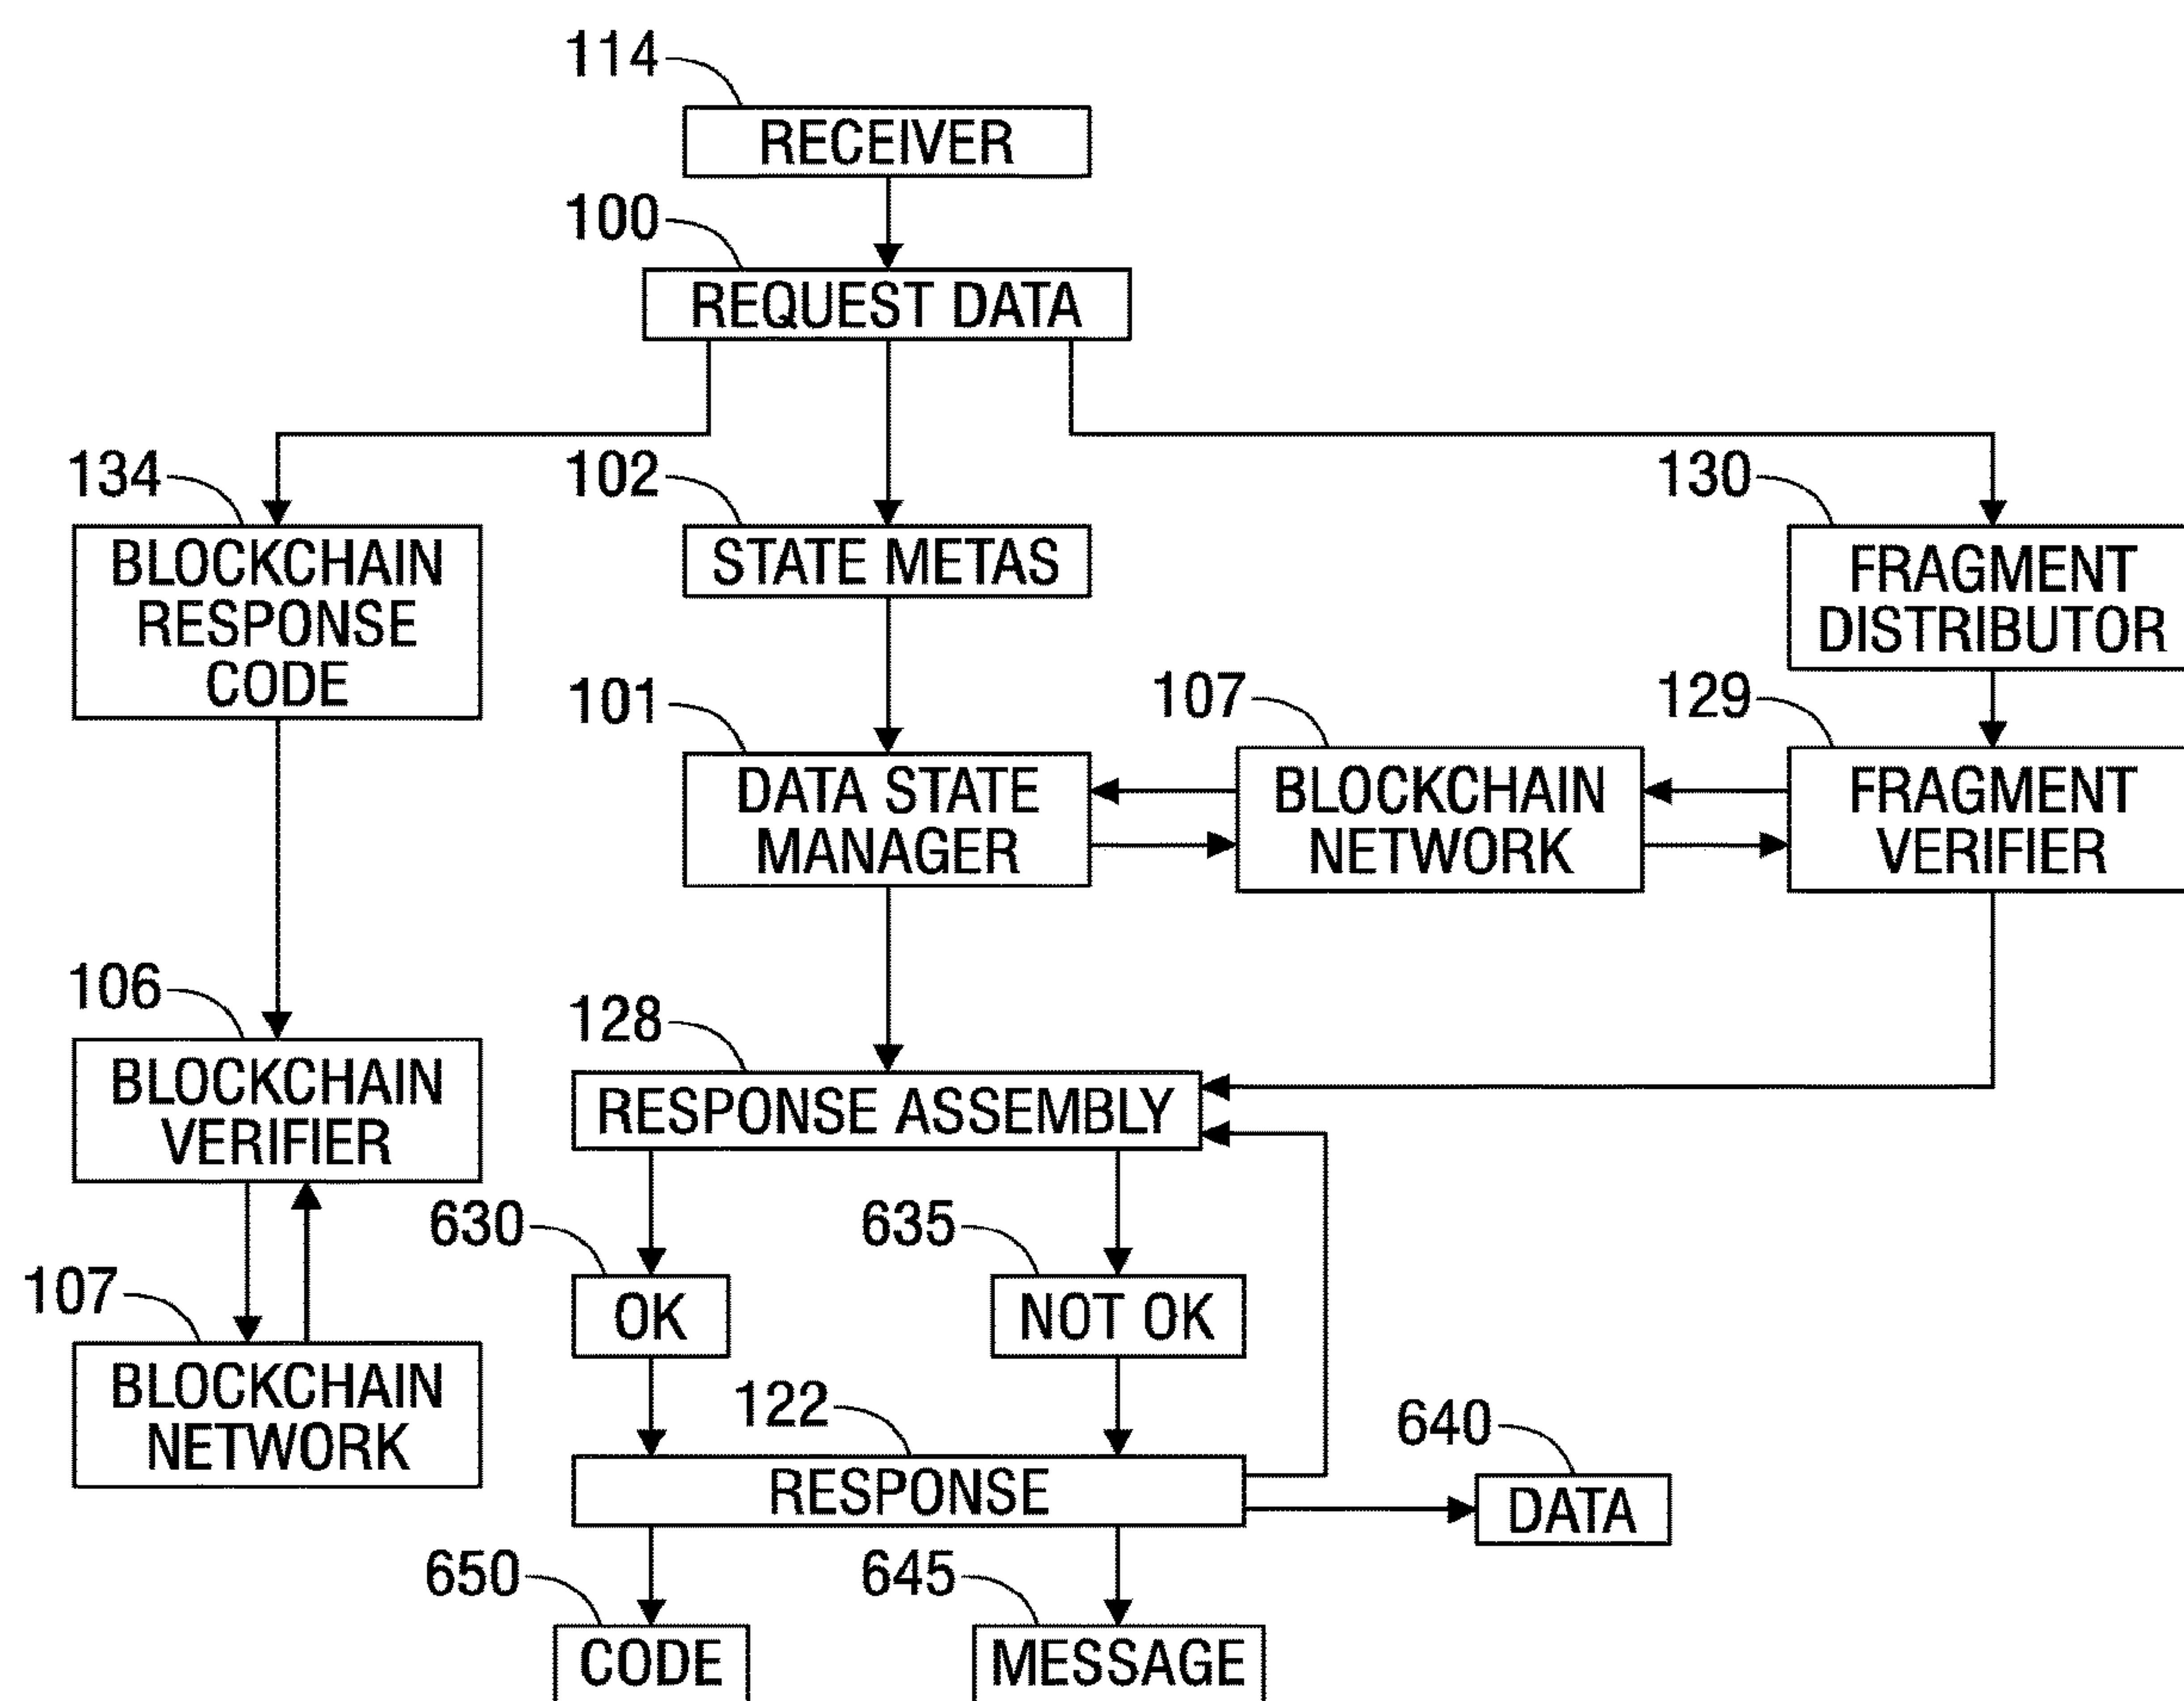 114
RECEIVER
100
REQUEST DATA
134
BLOCKCHAIN
RESPONSE
CODE
102
STATE METAS
130
FRAGMENT
DISTRIBUTOR
101
DATA STATE
MANAGER
107
BLOCKCHAIN
NETWORK
129
FRAGMENT
VERIFIER
106
BLOCKCHAIN
VERIFIER
128
RESPONSE ASSEMBLY
630
OK
635
NOT OK
107
BLOCKCHAIN
NETWORK
122
RESPONSE
640
DATA
650
CODE
645
MESSAGE